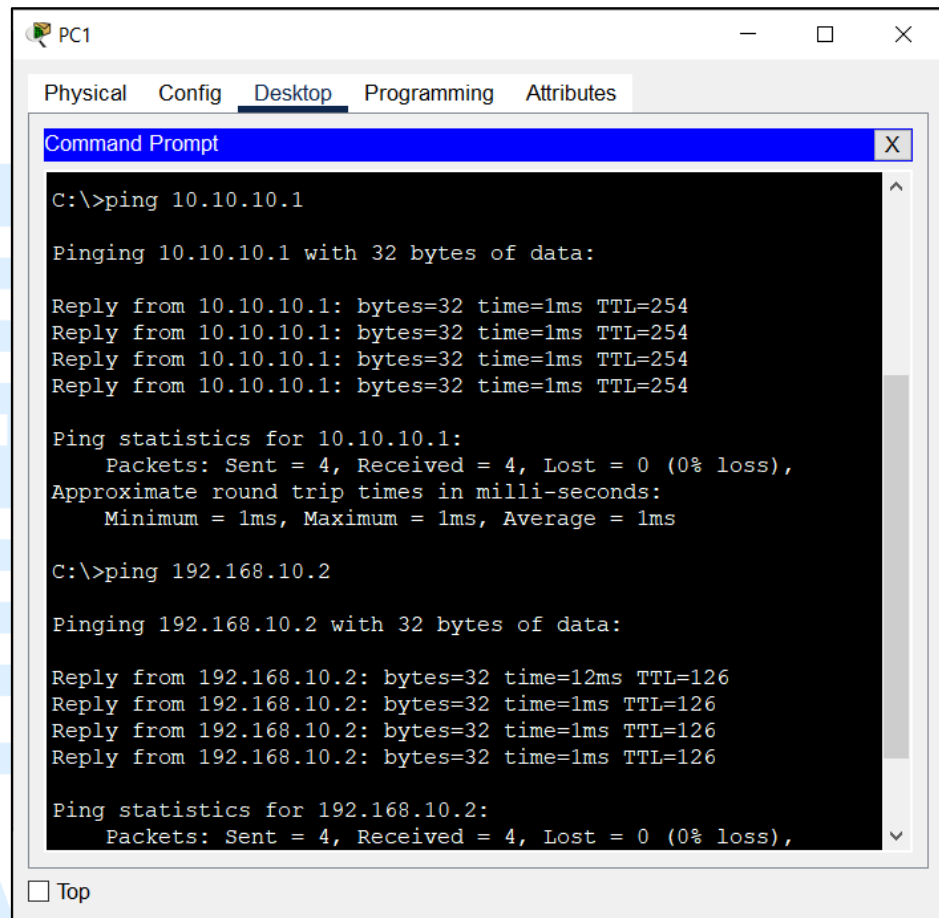 PC1
Physical Config Desktop Programming Attributes
Command Prompt X
C:\>ping 10.10.10.1
Pinging 10.10.10.1 with 32 bytes of data:
Reply from 10.10.10.1: bytes=32 time=1ms TTL=254
Reply from 10.10.10.1: bytes=32 time=1ms TTL=254
Reply from 10.10.10.1: bytes=32 time=1ms TTL=254
Reply from 10.10.10.1: bytes=32 time=1ms TTL=254
Ping statistics for 10.10.10.1:
Packets: Sent = 4, Received = 4, Lost = 0 (0% loss),
Approximate round trip times in milli-seconds:
Minimum = 1ms, Maximum = 1ms, Average = 1ms
C:\>ping 192.168.10.2
Pinging 192.168.10.2 with 32 bytes of data:
Reply from 192.168.10.2: bytes=32 time=12ms TTL=126
Reply from 192.168.10.2: bytes=32 time=1ms TTL=126
Reply from 192.168.10.2: bytes=32 time=1ms TTL=126
Reply from 192.168.10.2: bytes=32 time=1ms TTL=126
Ping statistics for 192.168.10.2:
Packets: Sent = 4, Received = 4, Lost = 0 (0% loss),
Top